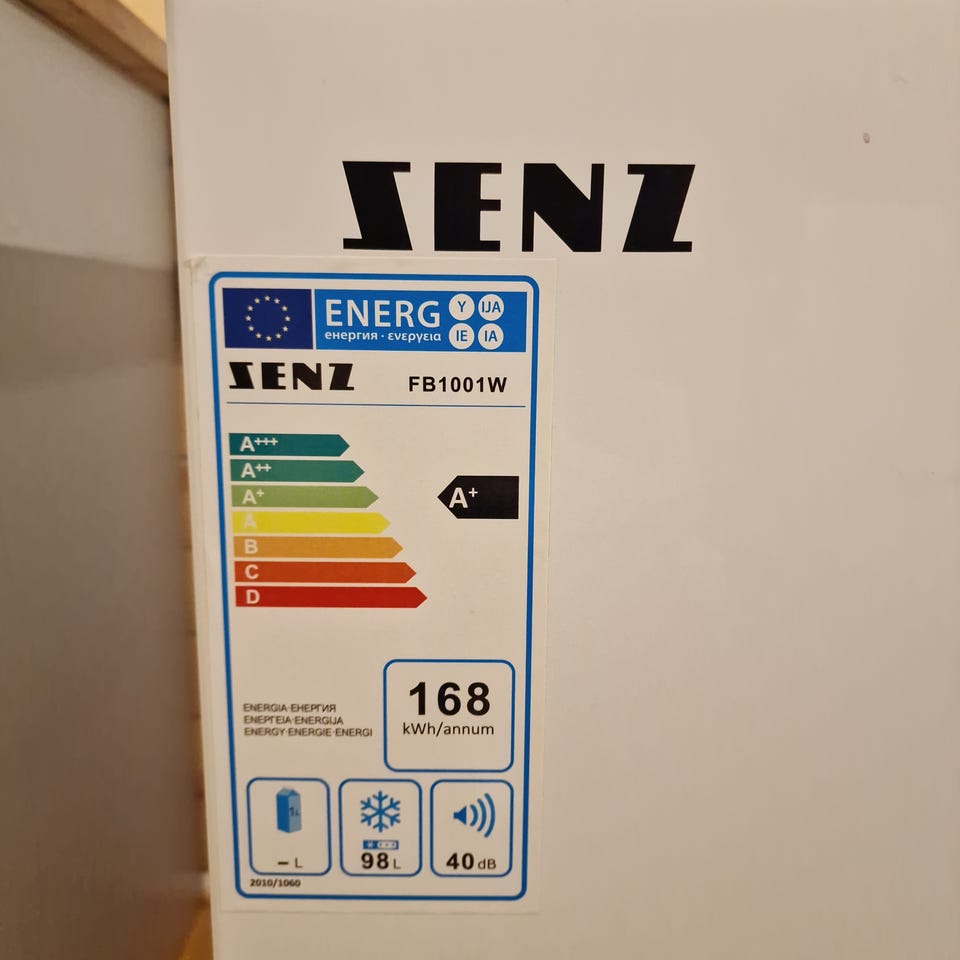 SENZ
ENERG Y IJA
енергия · ενεργεια IE IA
SENZ FB1001W
A+++
A++
A+ A+
A
B
C
D
168
kWh/annum
ENERGIA·ЕНЕРГИЯ
ΕΝΕΡΓΕΙΑ·ENERGIJA
ENERGY·ENERGIE·ENERGI
1L
– L
98 L
40 dB
2010/1060